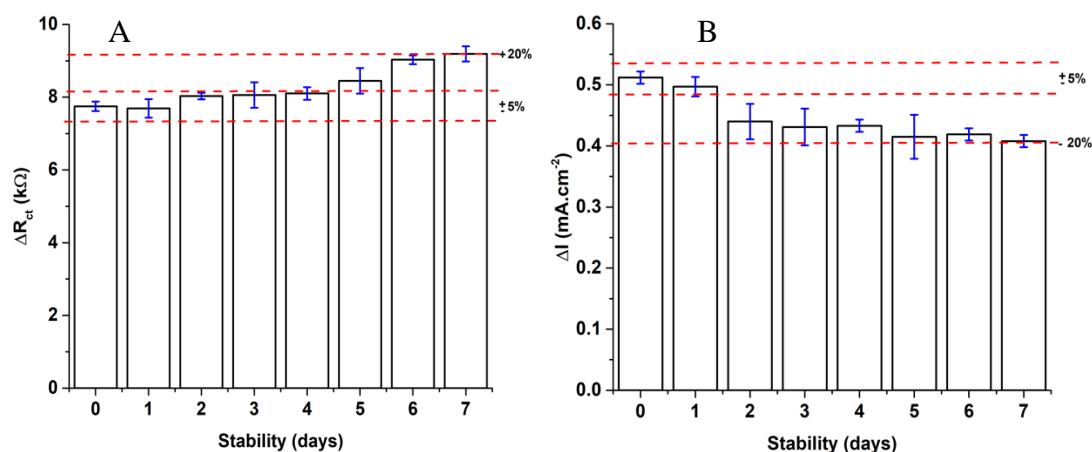 A
10
8
6
4
2
0
ΔRct (kΩ)
+20%
±5%
0 1 2 3 4 5 6 7
Stability (days)
B
0.6
0.5
0.4
0.3
0.2
0.1
0.0
ΔI (mA.cm-2)
±5%
- 20%
0 1 2 3 4 5 6 7
Stability (days)